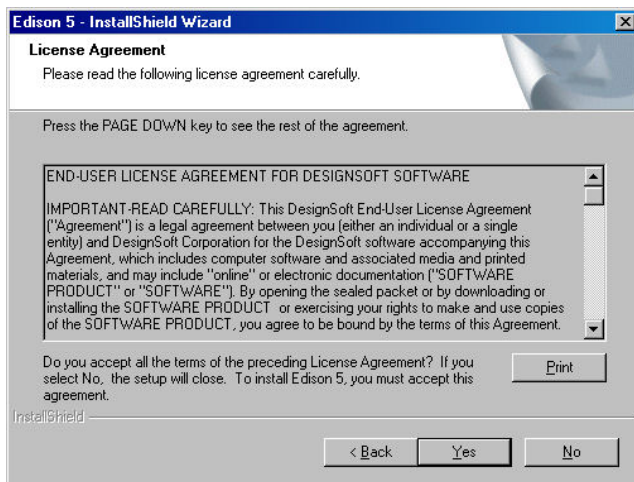 Edison 5 - InstallShield Wizard
License Agreement
Please read the following license agreement carefully.
Press the PAGE DOWN key to see the rest of the agreement.
END-USER LICENSE AGREEMENT FOR DESIGNSOFT SOFTWARE
IMPORTANT-READ CAREFULLY: This DesignSoft End-User License Agreement
("Agreement") is a legal agreement between you (either an individual or a single
entity) and DesignSoft Corporation for the DesignSoft software accompanying this
Agreement, which includes computer software and associated media and printed
materials, and may include "online" or electronic documentation ("SOFTWARE
PRODUCT" or "SOFTWARE"). By opening the sealed packet or by downloading or
installing the SOFTWARE PRODUCT or exercising your rights to make and use copies
of the SOFTWARE PRODUCT, you agree to be bound by the terms of this Agreement.
Do you accept all the terms of the preceding License Agreement? If you
select No, the setup will close. To install Edison 5, you must accept this
agreement.
Print
InstallShield
< Back
Yes
No